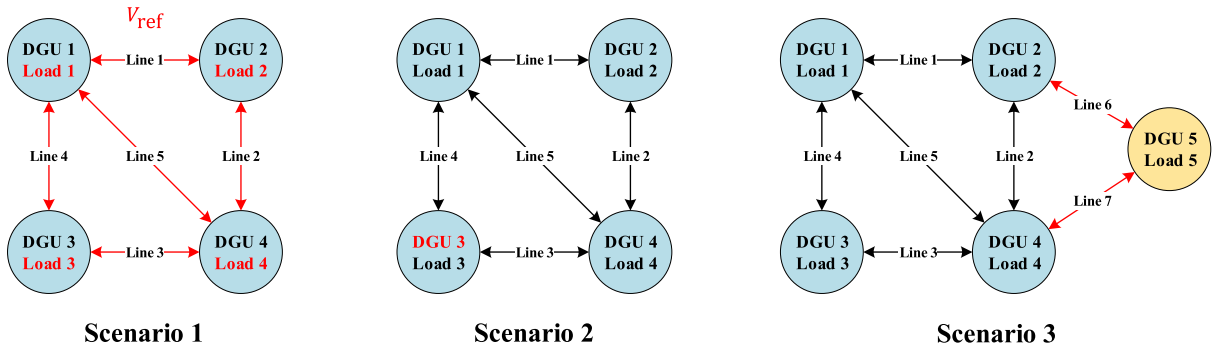 V_ref
DGU 1
Load 1
Line 1
DGU 2
Load 2
Line 4
Line 5
Line 2
DGU 3
Load 3
Line 3
DGU 4
Load 4
Scenario 1
DGU 1
Load 1
Line 1
DGU 2
Load 2
Line 4
Line 5
Line 2
DGU 3
Load 3
Line 3
DGU 4
Load 4
Scenario 2
DGU 1
Load 1
Line 1
DGU 2
Load 2
Line 6
DGU 5
Load 5
Line 4
Line 5
Line 2
Line 7
DGU 3
Load 3
Line 3
DGU 4
Load 4
Scenario 3